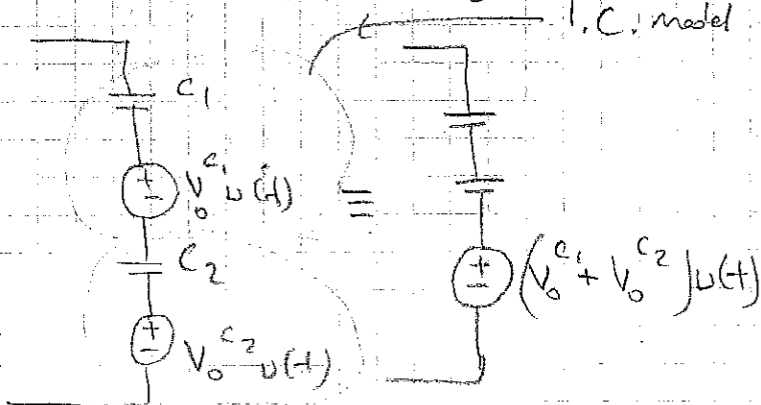 I.C. model
C₁
V₀^C₁ u(t)
≡
C₂
V₀^C₂ u(t)
(V₀^C₁ + V₀^C₂) u(t)